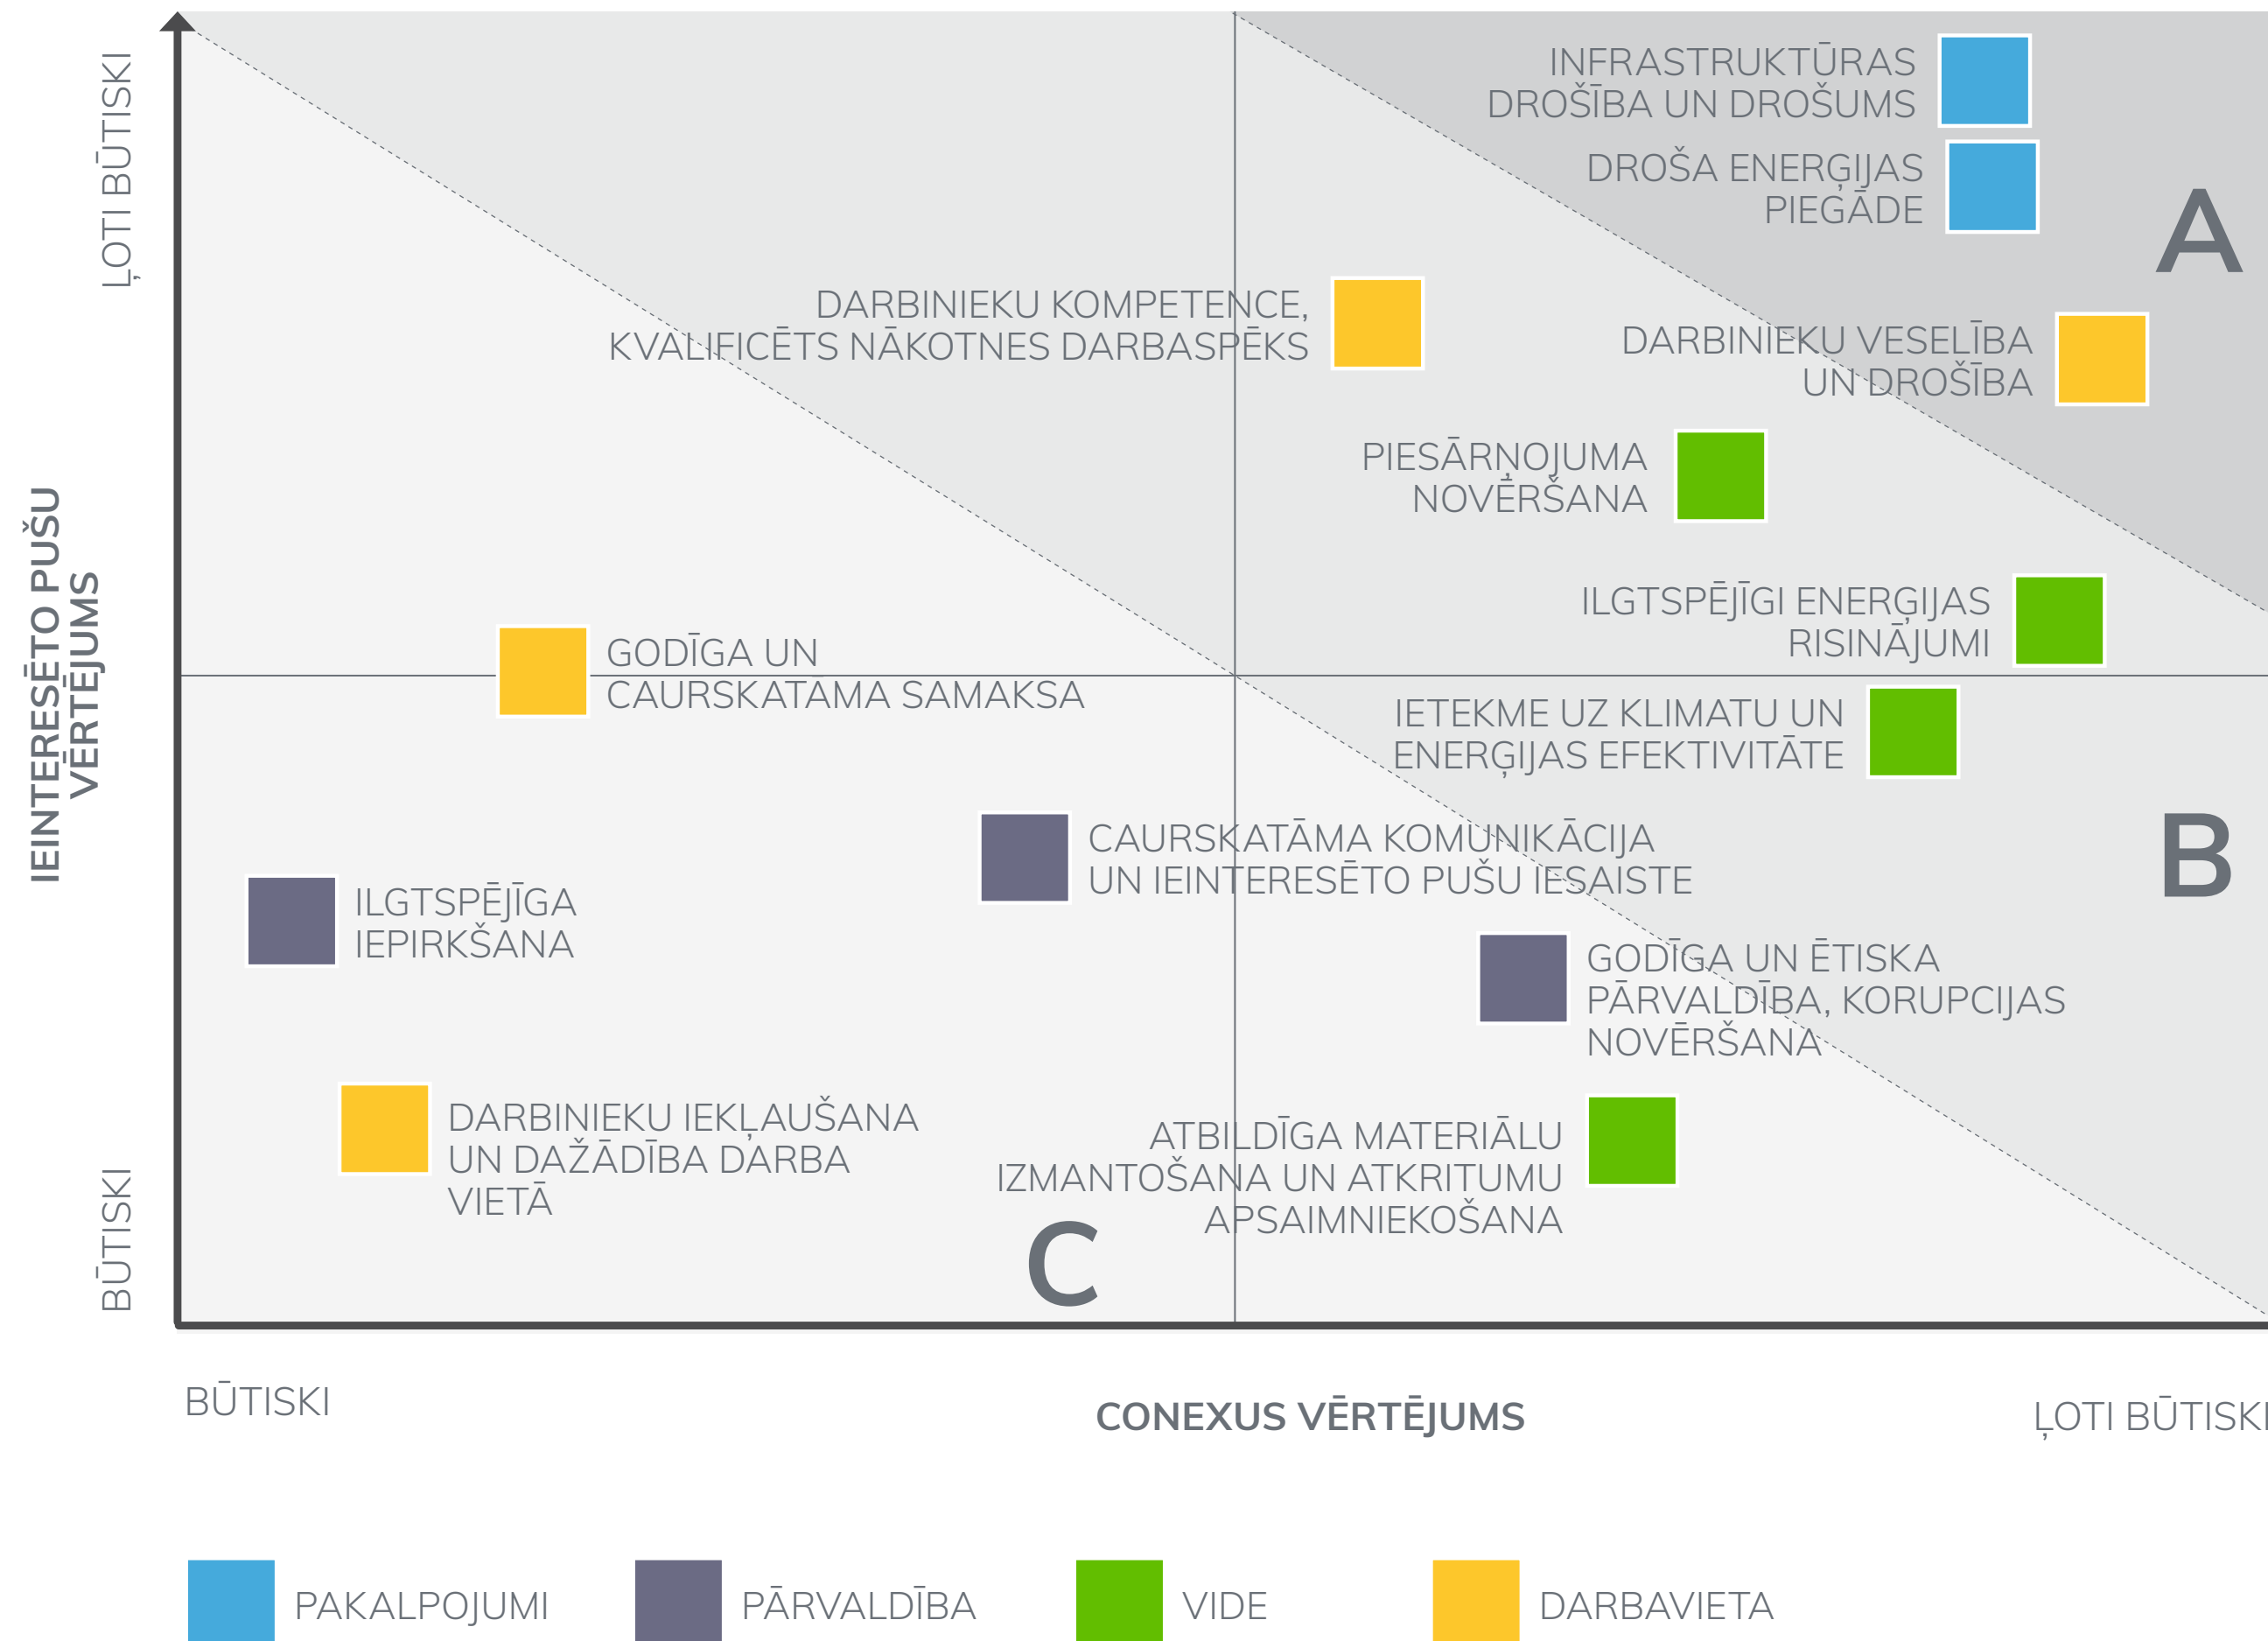 INFRASTRUKTŪRAS
DROŠĪBA UN DROŠUMS
DROŠA ENERĢIJAS
PIEGĀDE
A
ĻOTI BŪTISKI
DARBINIEKU KOMPETENCE,
KVALIFICĒTS NĀKOTNES DARBASPĒKS
DARBINIEKU VESELĪBA
UN DROŠĪBA
PIESĀRŅOJUMA
NOVĒRŠANA
ILGTSPĒJĪGI ENERĢIJAS
RISINĀJUMI
IEINTERESĒTO PUŠU
VĒRTĒJUMS
GODĪGA UN
CAURSKATĀMA SAMAKSA
IETEKME UZ KLIMATU UN
ENERĢIJAS EFEKTIVITĀTE
CAURSKATĀMA KOMUNIKĀCIJA
UN IEINTERESĒTO PUŠU IESAISTE
B
ILGTSPĒJĪGA
IEPIRKŠANA
GODĪGA UN ĒTISKA
PĀRVALDĪBA, KORUPCIJAS
NOVĒRŠANA
DARBINIEKU IEKĻAUŠANA
UN DAŽĀDĪBA DARBA
VIETĀ
ATBILDĪGA MATERIĀLU
IZMANTOŠANA UN ATKRITUMU
APSAIMNIEKOŠANA
C
BŪTISKI
BŪTISKI
CONEXUS VĒRTĒJUMS
ĻOTI BŪTISKI
PAKALPOJUMI
PĀRVALDĪBA
VIDE
DARBAVIETA